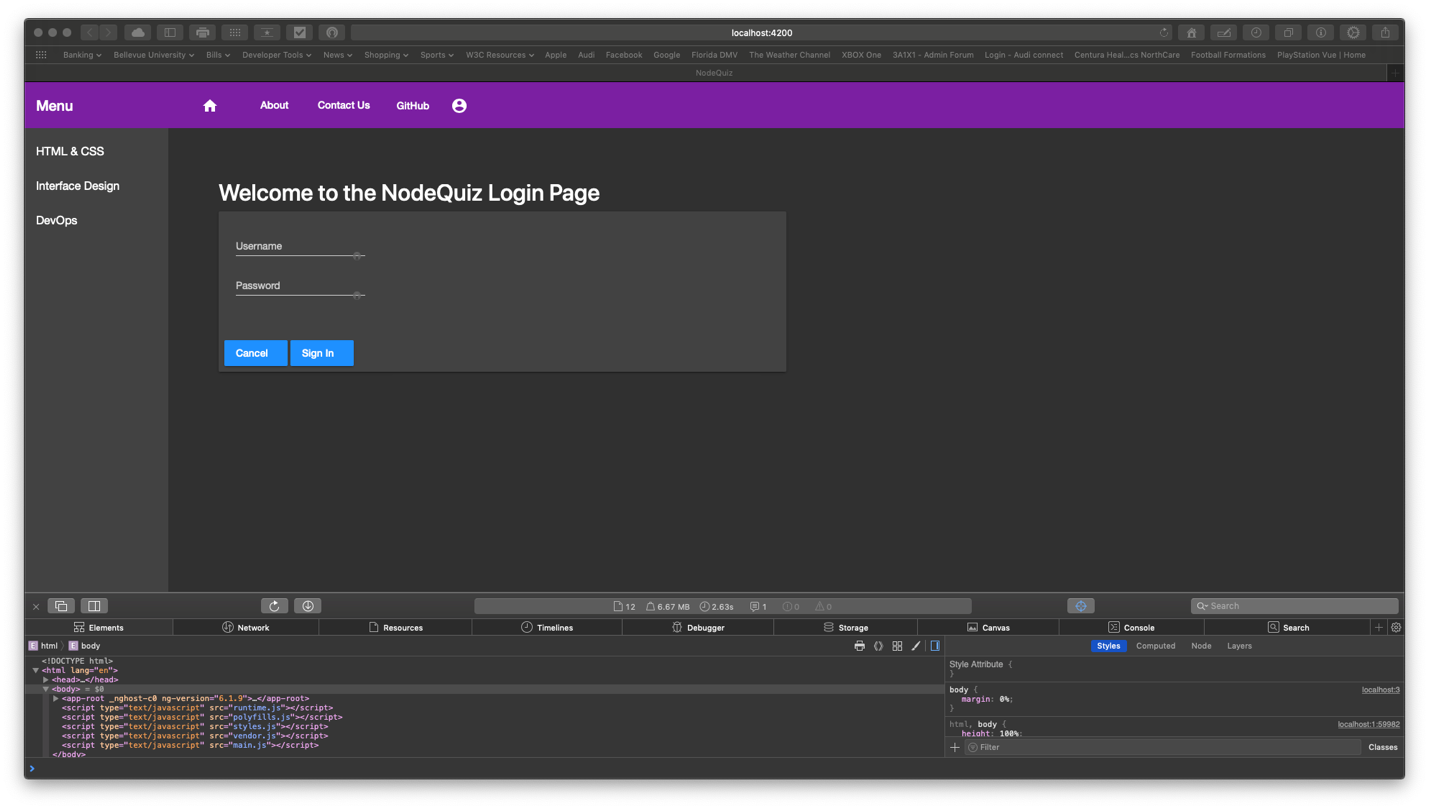 localhost:4200
Banking Bellevue University Bills Developer Tools News Shopping Sports W3C Resources Apple Audi Facebook Google Florida DMV The Weather Channel XBOX One 3A1X1 - Admin Forum Login - Audi connect Centura Heal...cs NorthCare Football Formations PlayStation Vue | Home
NodeQuiz
Menu About Contact Us GitHub
HTML & CSS
Interface Design
DevOps
Welcome to the NodeQuiz Login Page
Username
Password
Cancel Sign In
12 6.67 MB 2.63s 1 0 0 Search
Elements Network Resources Timelines Debugger Storage Canvas Console Search
E html E body Styles Computed Node Layers
<!DOCTYPE html>
<html lang="en">
<head>…</head>
<body> = $0
<app-root _nghost-c0 ng-version="6.1.9">…</app-root>
<script type="text/javascript" src="runtime.js"></script>
<script type="text/javascript" src="polyfills.js"></script>
<script type="text/javascript" src="styles.js"></script>
<script type="text/javascript" src="vendor.js"></script>
<script type="text/javascript" src="main.js"></script>
</body>
Style Attribute {
}
body { localhost:3
margin: 0%;
}
html, body { localhost:1:59982
height: 100%;
Filter Classes